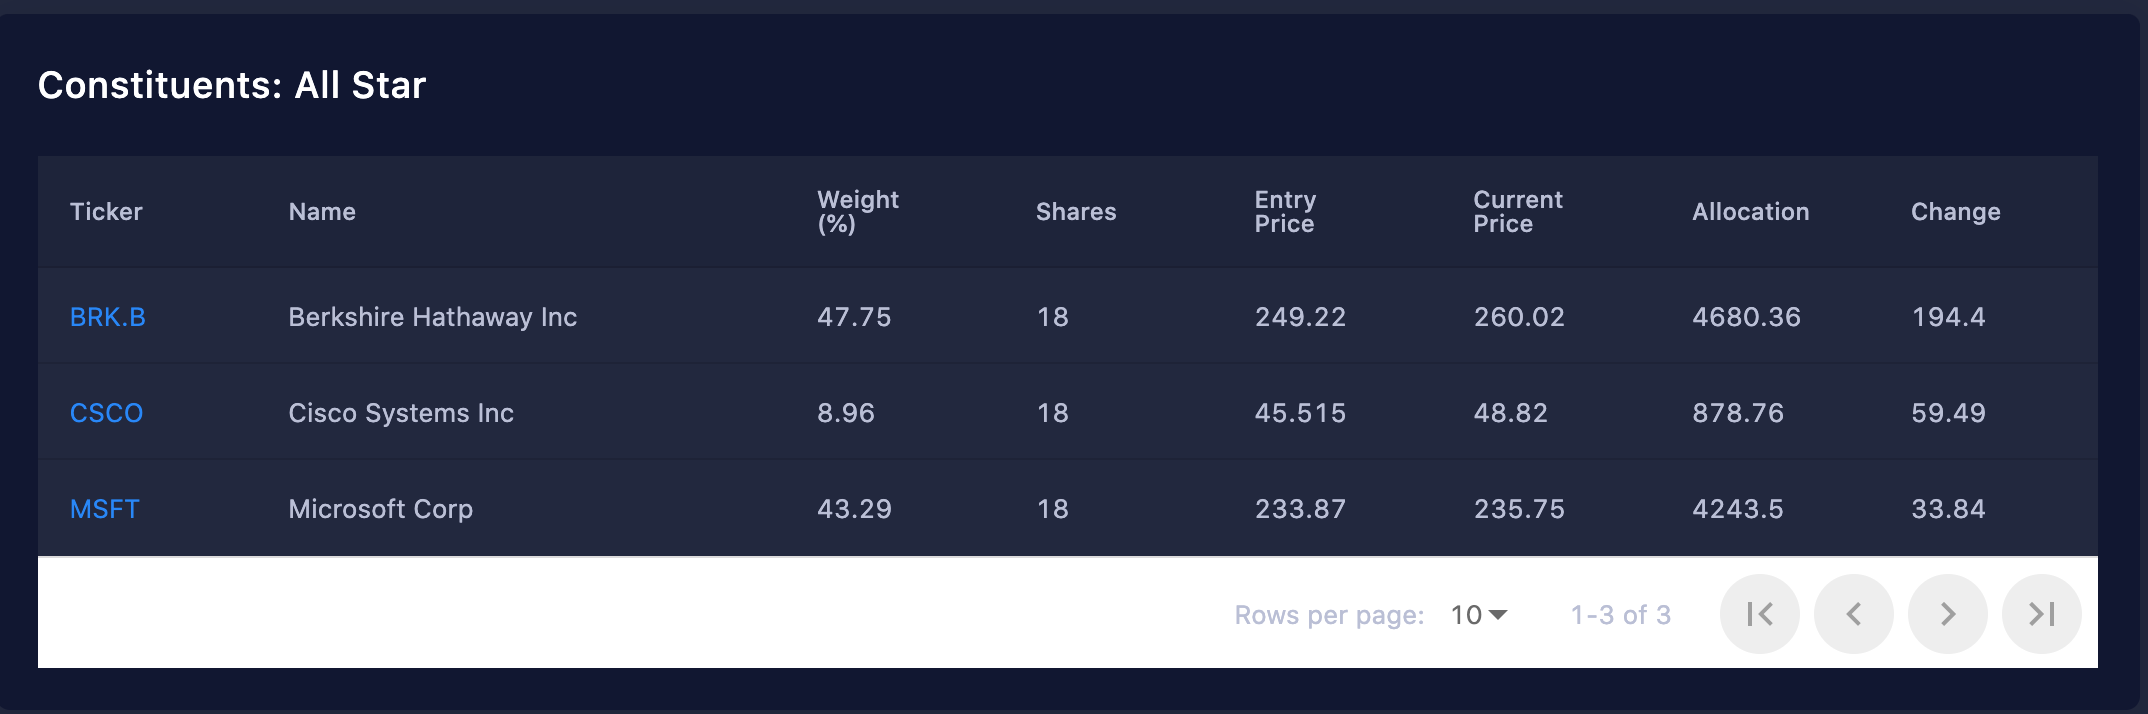 Constituents: All Star
Ticker Name Weight (%) Shares Entry Price Current Price Allocation Change
BRK.B Berkshire Hathaway Inc 47.75 18 249.22 260.02 4680.36 194.4
CSCO Cisco Systems Inc 8.96 18 45.515 48.82 878.76 59.49
MSFT Microsoft Corp 43.29 18 233.87 235.75 4243.5 33.84
Rows per page: 10 1-3 of 3